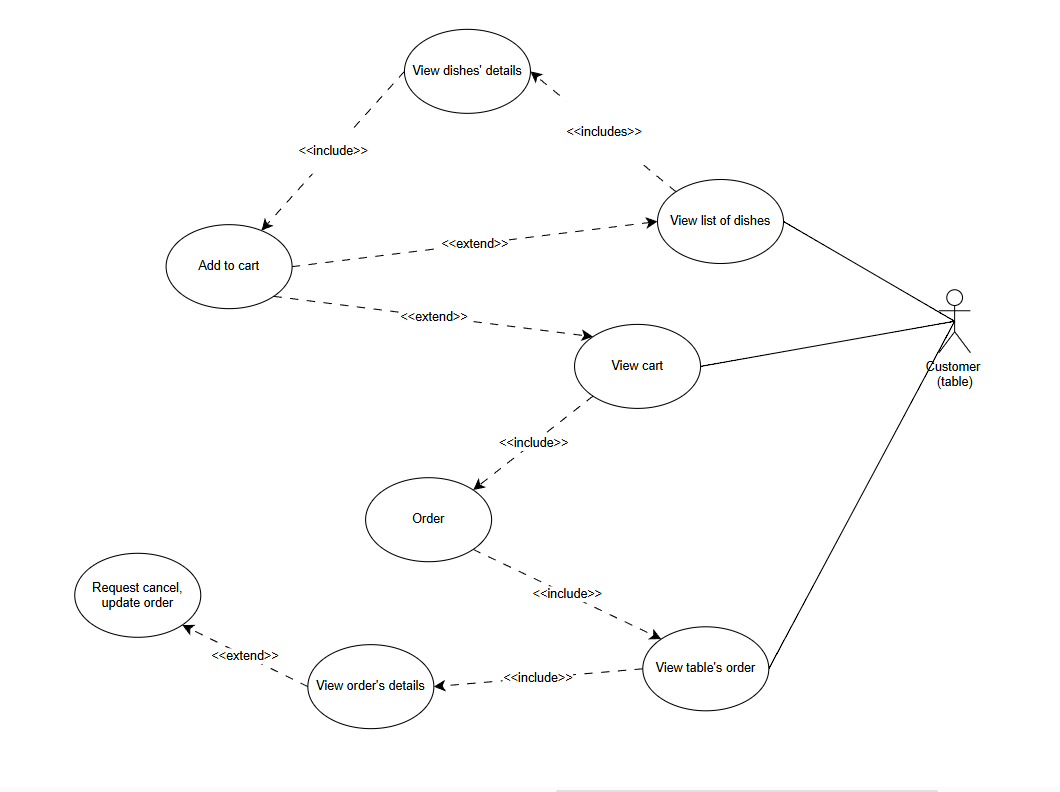 View dishes' details
<<includes>>
<<include>>
View list of dishes
<<extend>>
Add to cart
<<extend>>
View cart
Customer
(table)
<<include>>
Order
<<include>>
Request cancel,
update order
<<extend>>
View table's order
<<include>>
View order's details